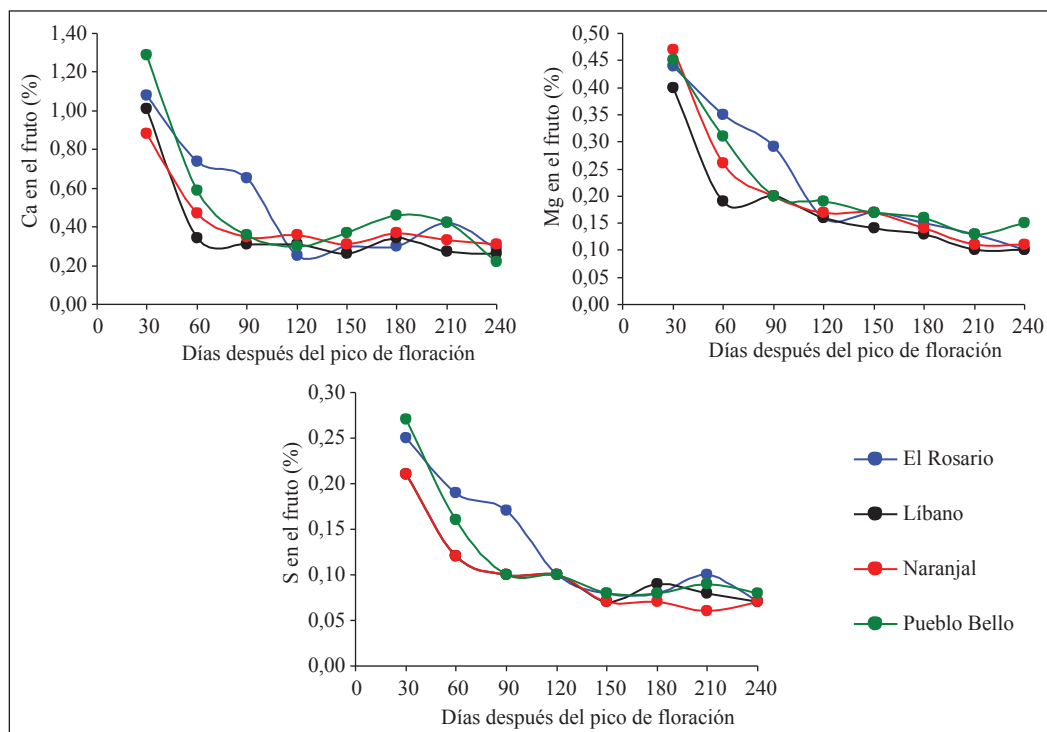 Ca en el fruto (%)
1,40
1,20
1,00
0,80
0,60
0,40
0,20
0,00
0 30 60 90 120 150 180 210 240
Días después del pico de floración
Mg en el fruto (%)
0,50
0,45
0,40
0,35
0,30
0,25
0,20
0,15
0,10
0,05
0,00
0 30 60 90 120 150 180 210 240
Días después del pico de floración
S en el fruto (%)
0,30
0,25
0,20
0,15
0,10
0,05
0,00
0 30 60 90 120 150 180 210 240
Días después del pico de floración
El Rosario
Líbano
Naranjal
Pueblo Bello